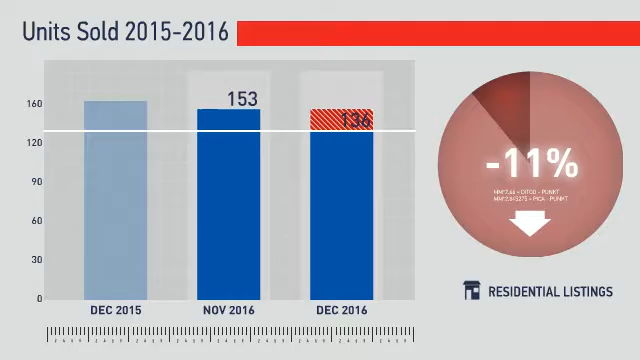 Units Sold 2015-2016
160
120
90
60
30
0
153
136
DEC 2015
NOV 2016
DEC 2016
-11%
RESIDENTIAL LISTINGS